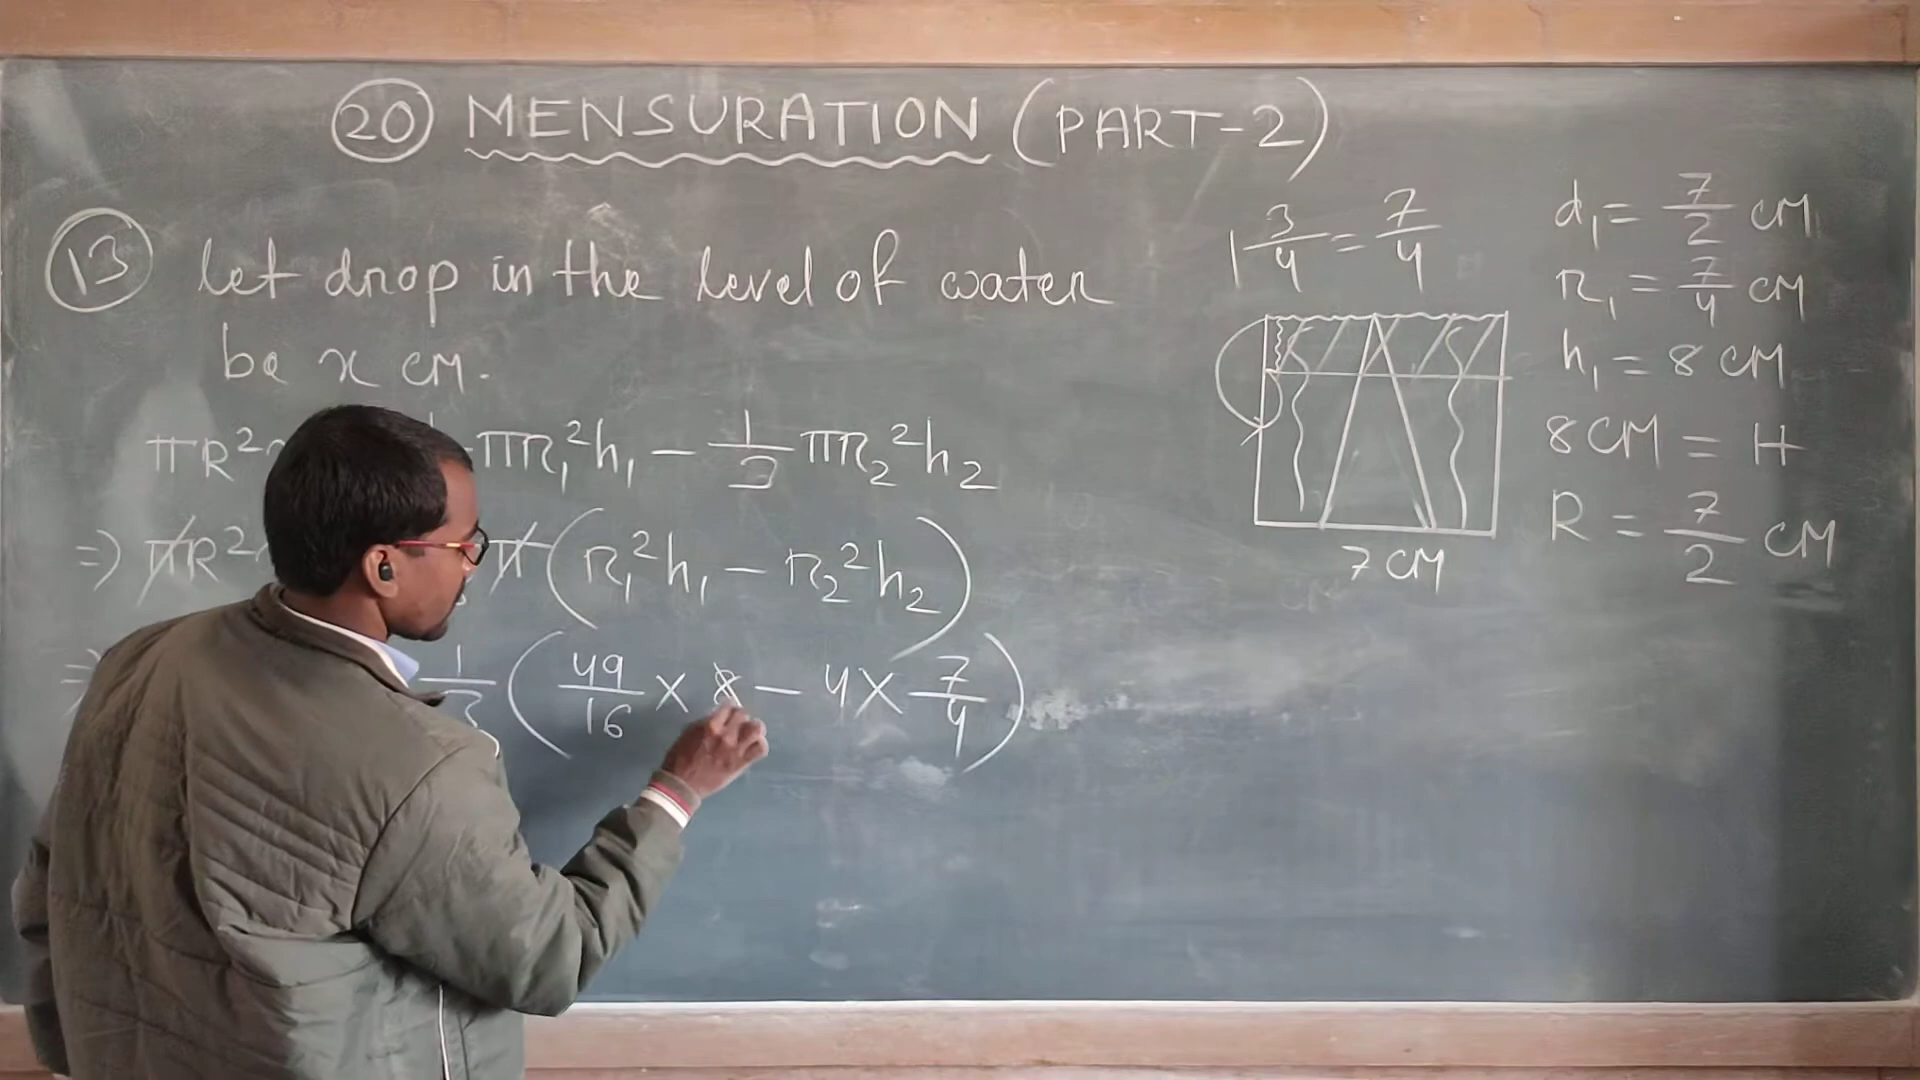 20 MENSURATION (PART-2)
13 Let drop in the level of water
be x cm.
πR² πr₁²h₁ - 1/3 πr₂²h₂
=) πR² π(r₁²h₁ - r₂²h₂)
=) 1/3 (49/16 × 8 - 4 × 7/4)
1 3/4 = 7/4
7 CM
d₁ = 7/2 CM
r₁ = 7/4 CM
h₁ = 8 CM
8 CM = H
R = 7/2 CM